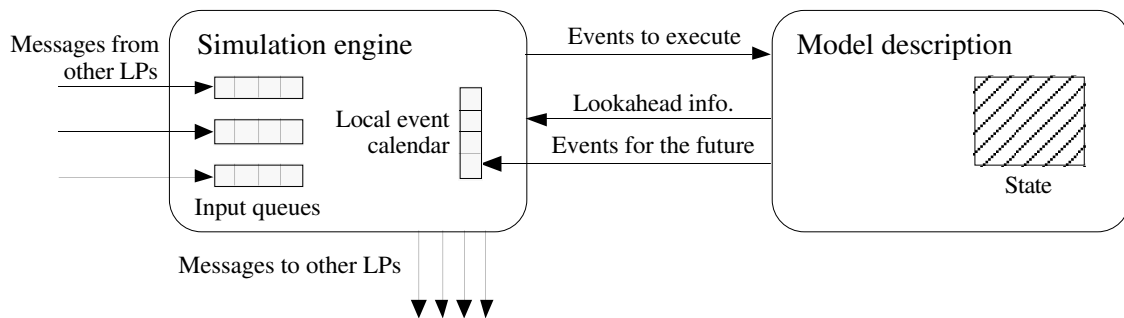 Messages from
other LPs
Simulation engine
Local event
calendar
Input queues
Messages to other LPs
Events to execute
Lookahead info.
Events for the future
Model description
State